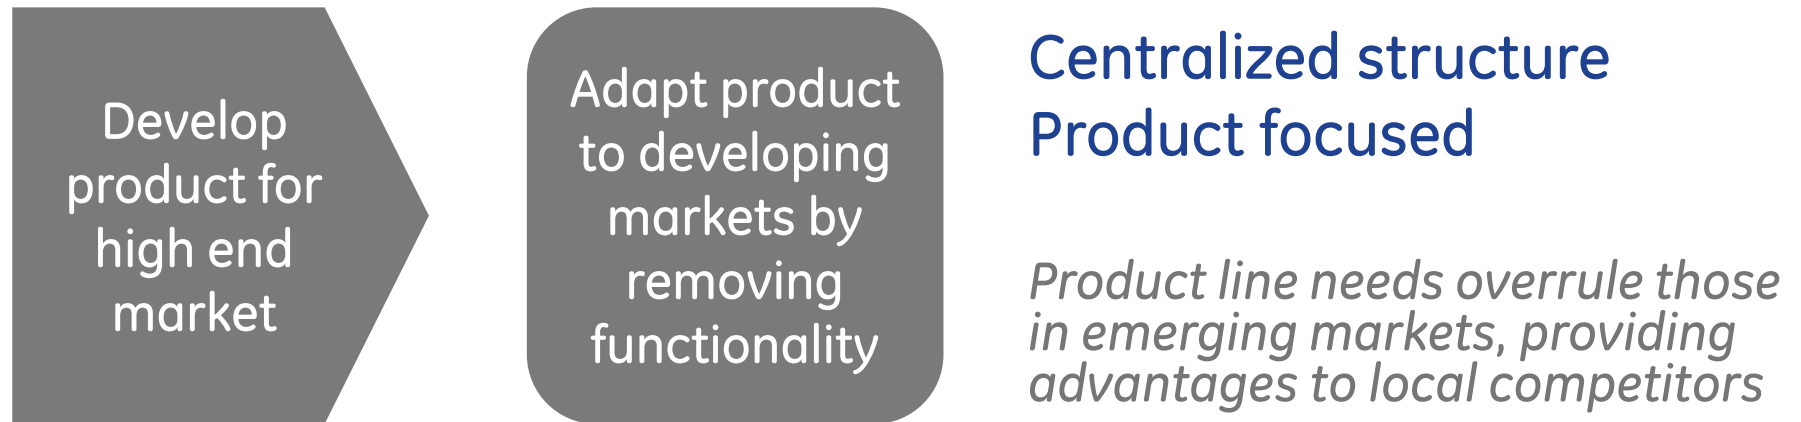 Develop
product for
high end
market
Adapt product
to developing
markets by
removing
functionality
Centralized structure
Product focused
Product line needs overrule those
in emerging markets, providing
advantages to local competitors